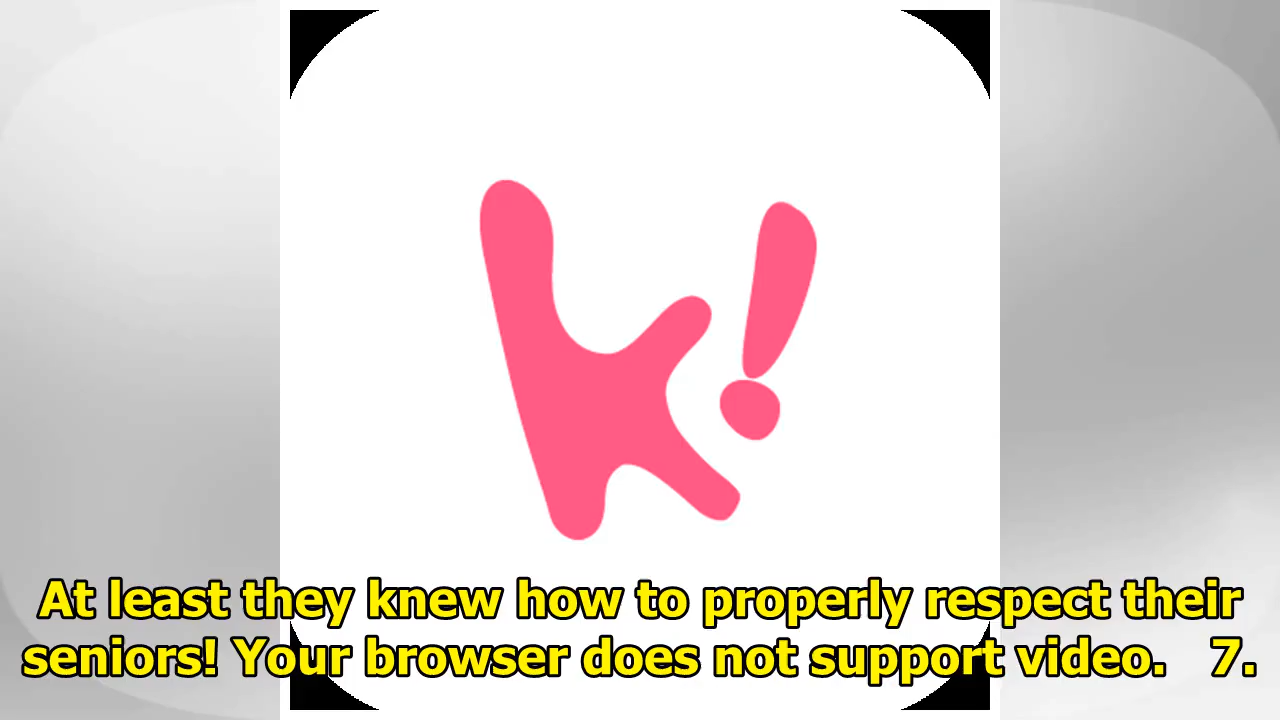 k!
At least they knew how to properly respect their
seniors! Your browser does not support video. 7.